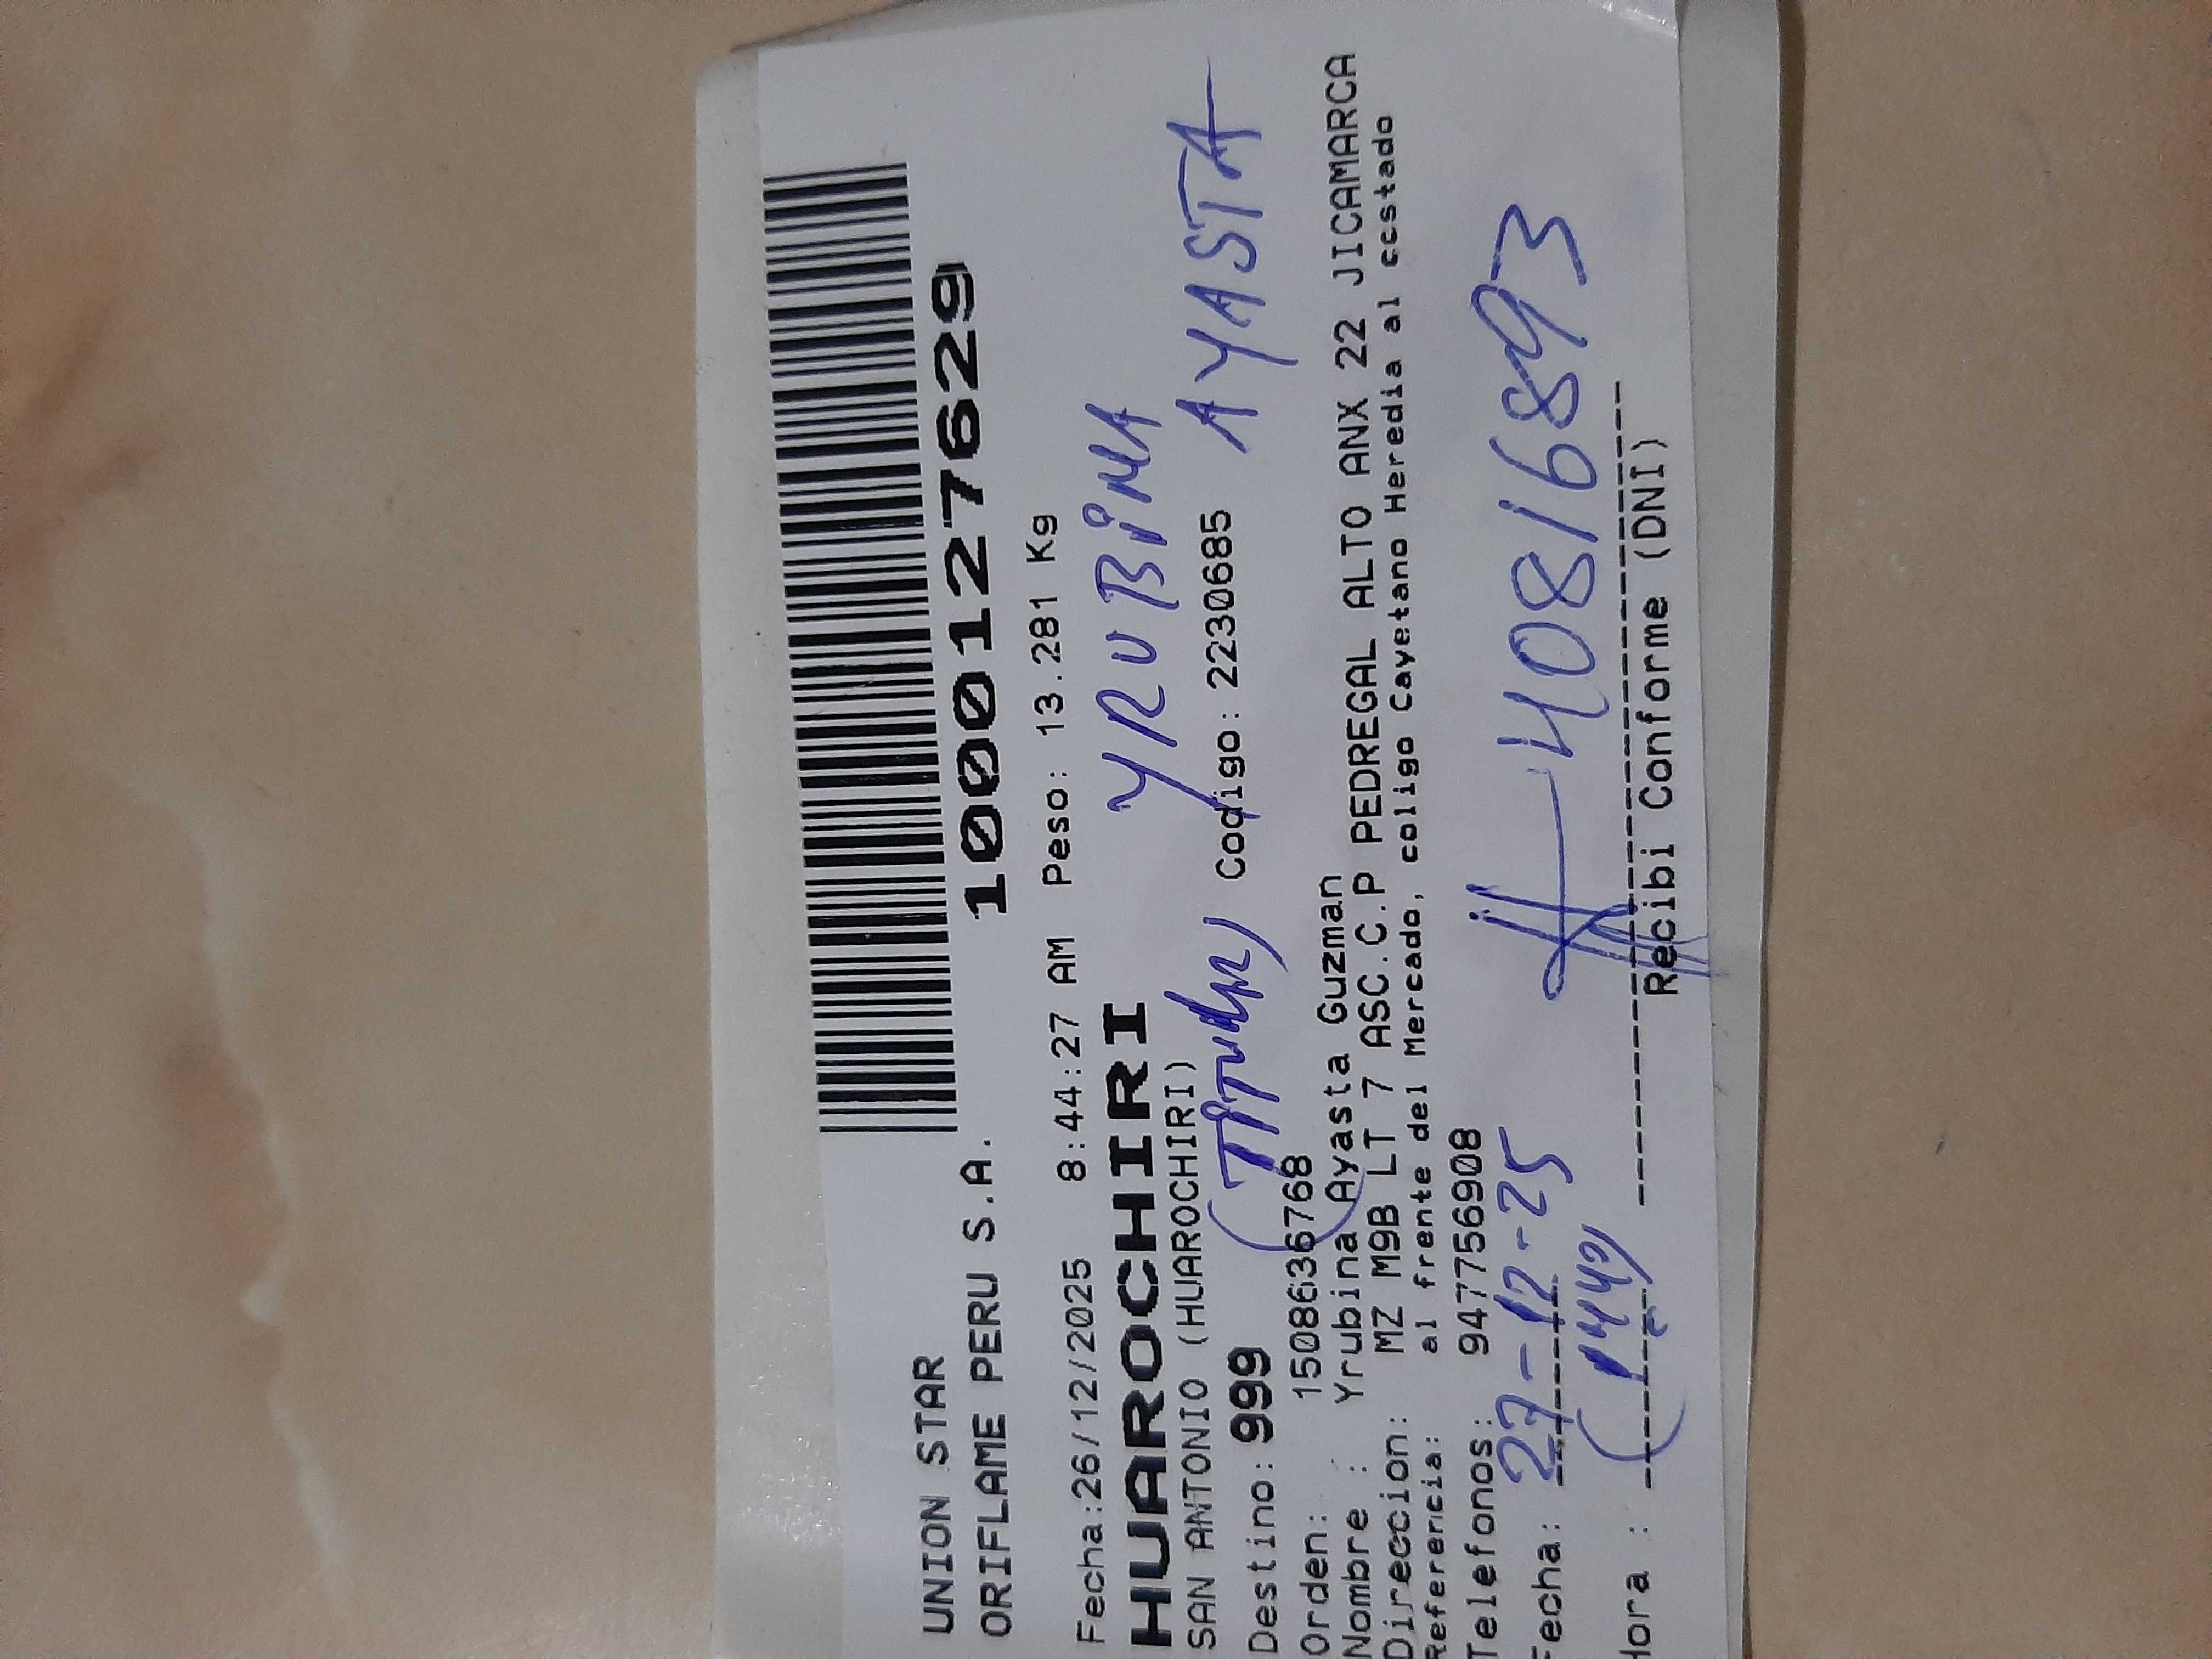 UNION STAR
ORIFLAME PERU S.A.
1000127629
Fecha:26/12/2025 8:44:27 AM Peso: 13.281 Kg
HUAROCHIRI
YRUBINA
SAN ANTONIO (HUAROCHIRI)
AYASTA
Destino: 999 (Titular) Codigo: 2230685
Orden: 1508636768
Nombre : Yrubina Ayasta Guzman
Direccion: MZ M9B LT 7 ASC.C.P PEDREGAL ALTO ANX 22 JICAMARCA
Referencia: al frente del Mercado, coligo Cayetano Heredia al ccstado
Telefonos: 947756908
Fecha: 27-12-25
40816893
Hora :
Recibi Conforme (DNI)